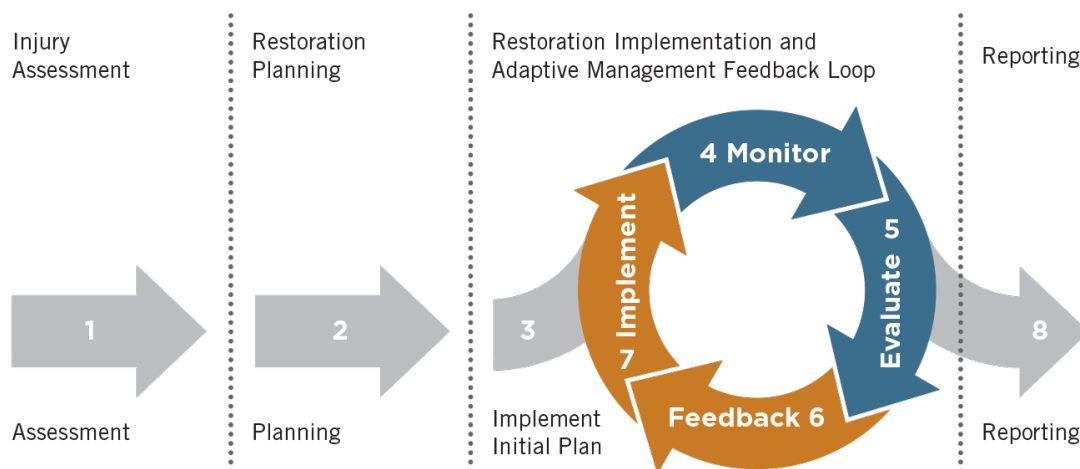 Injury
Assessment
Restoration
Planning
Restoration Implementation and
Adaptive Management Feedback Loop
Reporting
1
2
3
4 Monitor
5 Evaluate
Feedback 6
7 Implement
8
Assessment
Planning
Implement
Initial Plan
Reporting